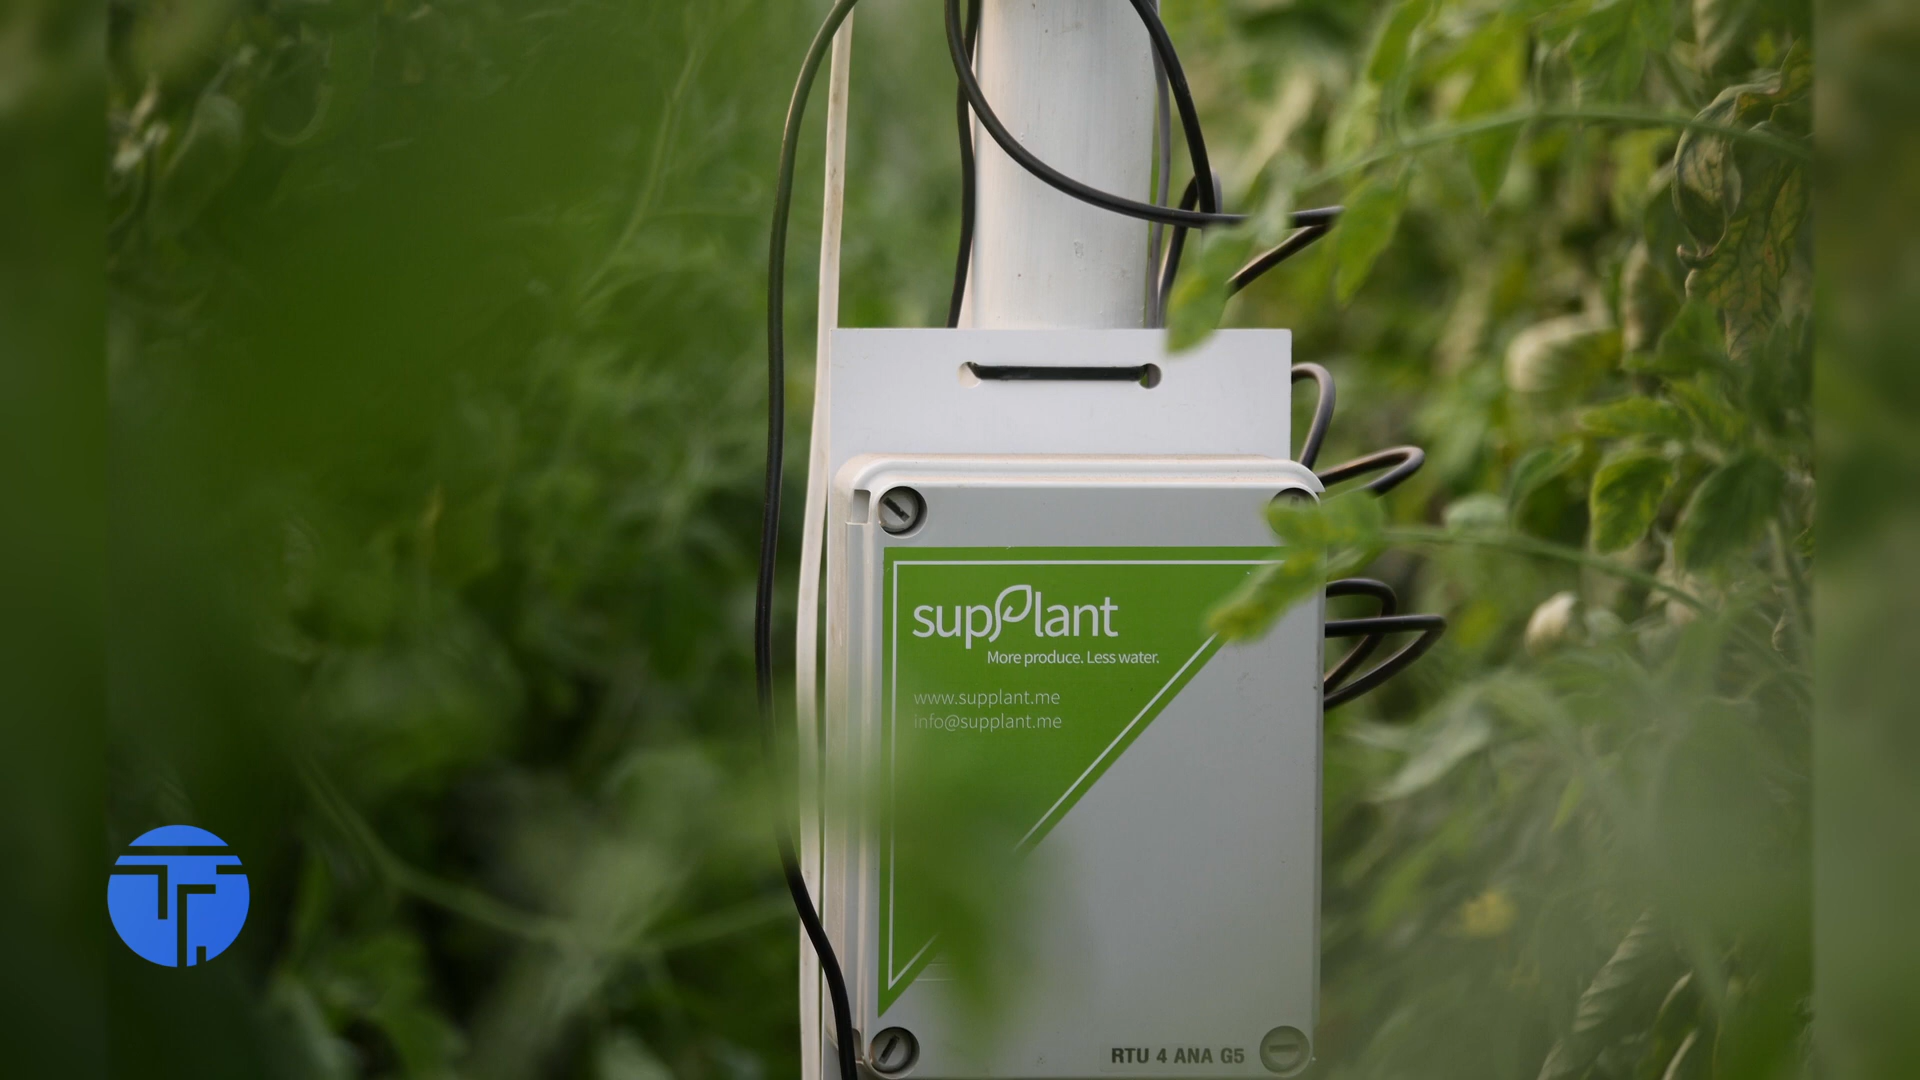 supPlant
More produce. Less water.
www.supplant.me
info@supplant.me
RTU 4 ANA G5